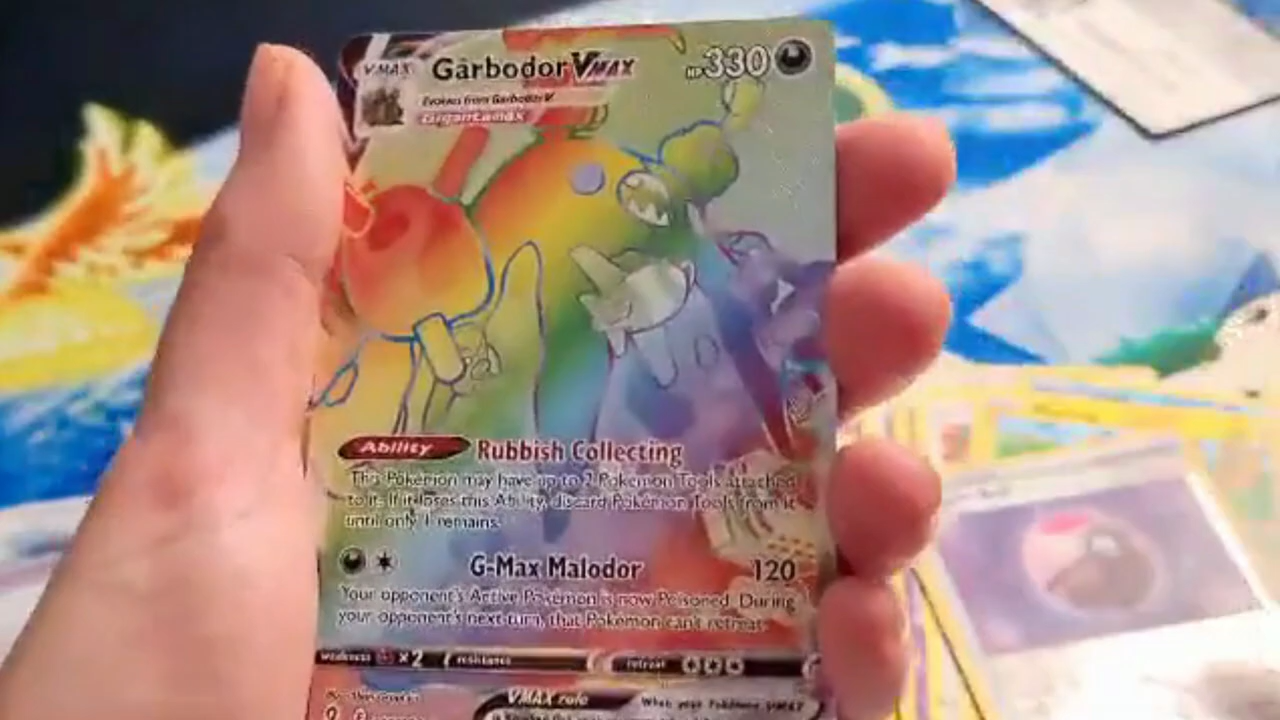 VMAX Garbodor VMAX HP 330
Evolves from Garbodor V
Gigantamax
Ability Rubbish Collecting
This Pokémon may have up to 2 Pokémon Tools attached
to it. If it loses this Ability, discard Pokémon Tools from it
until only 1 remains.
G-Max Malodor 120
Your opponent's Active Pokémon is now Poisoned. During
your opponent's next turn, that Pokémon can't retreat.
weakness x2 resistance retreat
VMAX rule When your Pokémon VMAX